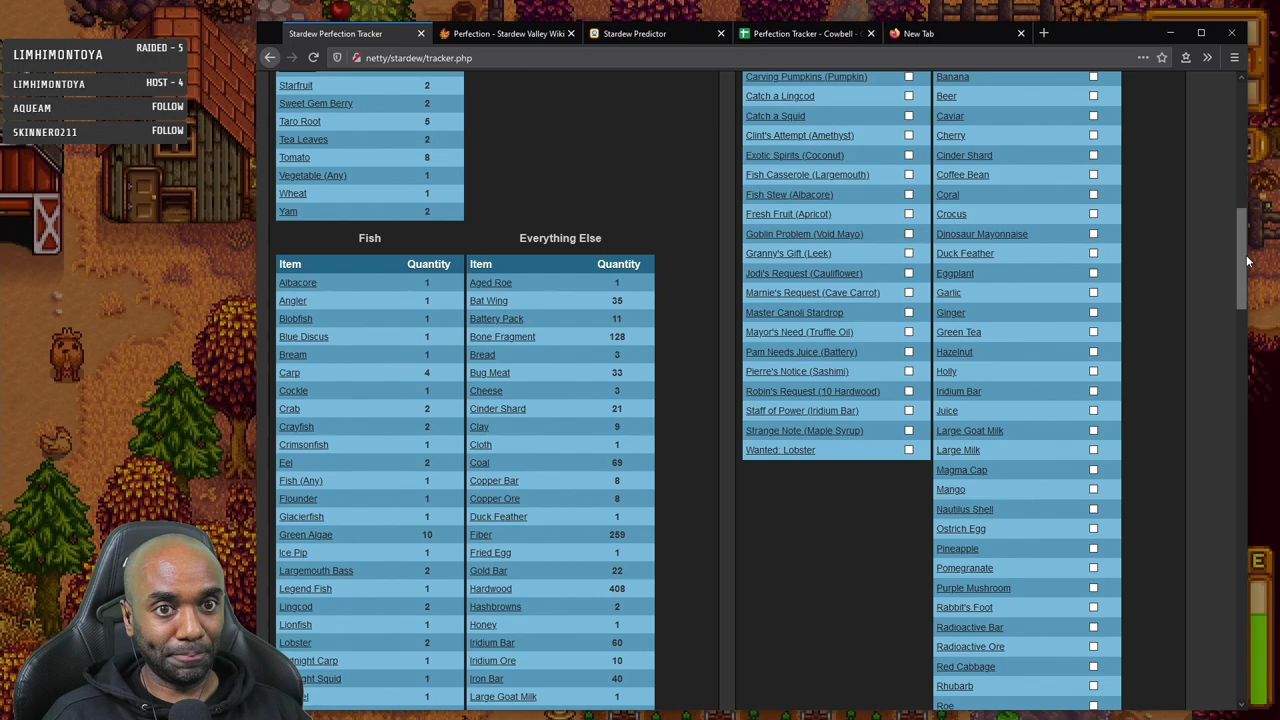 LIMHIMONTOYA RAIDED - 5
LIMHIMONTOYA HOST - 4
AQUEAM FOLLOW
SKINNER0211 FOLLOW
Stardew Perfection Tracker
Perfection - Stardew Valley Wiki
Stardew Predictor
Perfection Tracker - Cowbell -
New Tab
netty/stardew/tracker.php
Starfruit 2
Sweet Gem Berry 2
Taro Root 5
Tea Leaves 2
Tomato 8
Vegetable (Any) 1
Wheat 1
Yam 2
Fish
Item Quantity
Albacore 1
Angler 1
Blobfish 1
Blue Discus 1
Bream 1
Carp 4
Cockle 1
Crab 2
Crayfish 2
Crimsonfish 1
Eel 2
Fish (Any) 1
Flounder 1
Glacierfish 1
Green Algae 10
Ice Pip 1
Largemouth Bass 2
Legend Fish 1
Lingcod 2
Lionfish 1
Lobster 2
dnight Carp 1
ght Squid 1
el 1
Everything Else
Item Quantity
Aged Roe 1
Bat Wing 35
Battery Pack 11
Bone Fragment 128
Bread 3
Bug Meat 33
Cheese 3
Cinder Shard 21
Clay 9
Cloth 1
Coal 69
Copper Bar 8
Copper Ore 8
Duck Feather 1
Fiber 259
Fried Egg 1
Gold Bar 22
Hardwood 408
Hashbrowns 2
Honey 1
Iridium Bar 60
Iridium Ore 10
Iron Bar 40
Large Goat Milk 1
Carving Pumpkins (Pumpkin)
Catch a Lingcod
Catch a Squid
Clint's Attempt (Amethyst)
Exotic Spirits (Coconut)
Fish Casserole (Largemouth)
Fish Stew (Albacore)
Fresh Fruit (Apricot)
Goblin Problem (Void Mayo)
Granny's Gift (Leek)
Jodi's Request (Cauliflower)
Marnie's Request (Cave Carrot)
Master Canoli Stardrop
Mayor's Need (Truffle Oil)
Pam Needs Juice (Battery)
Pierre's Notice (Sashimi)
Robin's Request (10 Hardwood)
Staff of Power (Iridium Bar)
Strange Note (Maple Syrup)
Wanted: Lobster
Banana
Beer
Caviar
Cherry
Cinder Shard
Coffee Bean
Coral
Crocus
Dinosaur Mayonnaise
Duck Feather
Eggplant
Garlic
Ginger
Green Tea
Hazelnut
Holly
Iridium Bar
Juice
Large Goat Milk
Large Milk
Magma Cap
Mango
Nautilus Shell
Ostrich Egg
Pineapple
Pomegranate
Purple Mushroom
Rabbit's Foot
Radioactive Bar
Radioactive Ore
Red Cabbage
Rhubarb
Roe
E